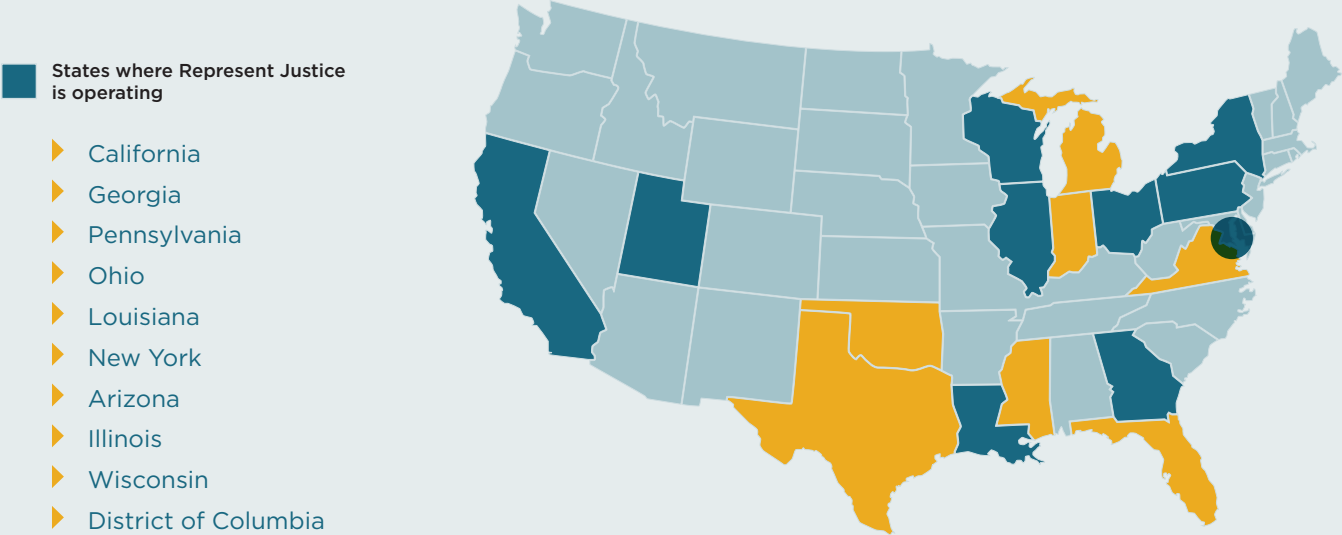 States where Represent Justice
is operating
California
Georgia
Pennsylvania
Ohio
Louisiana
New York
Arizona
Illinois
Wisconsin
District of Columbia